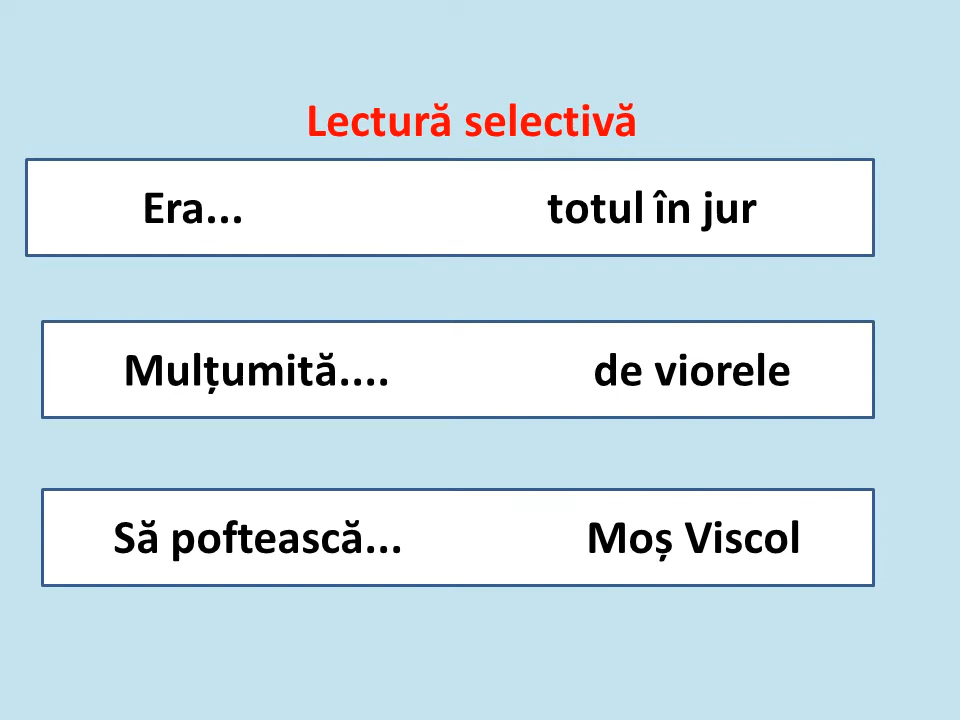 Lectură selectivă
Era... totul în jur
Mulțumită.... de viorele
Să poftească... Moș Viscol